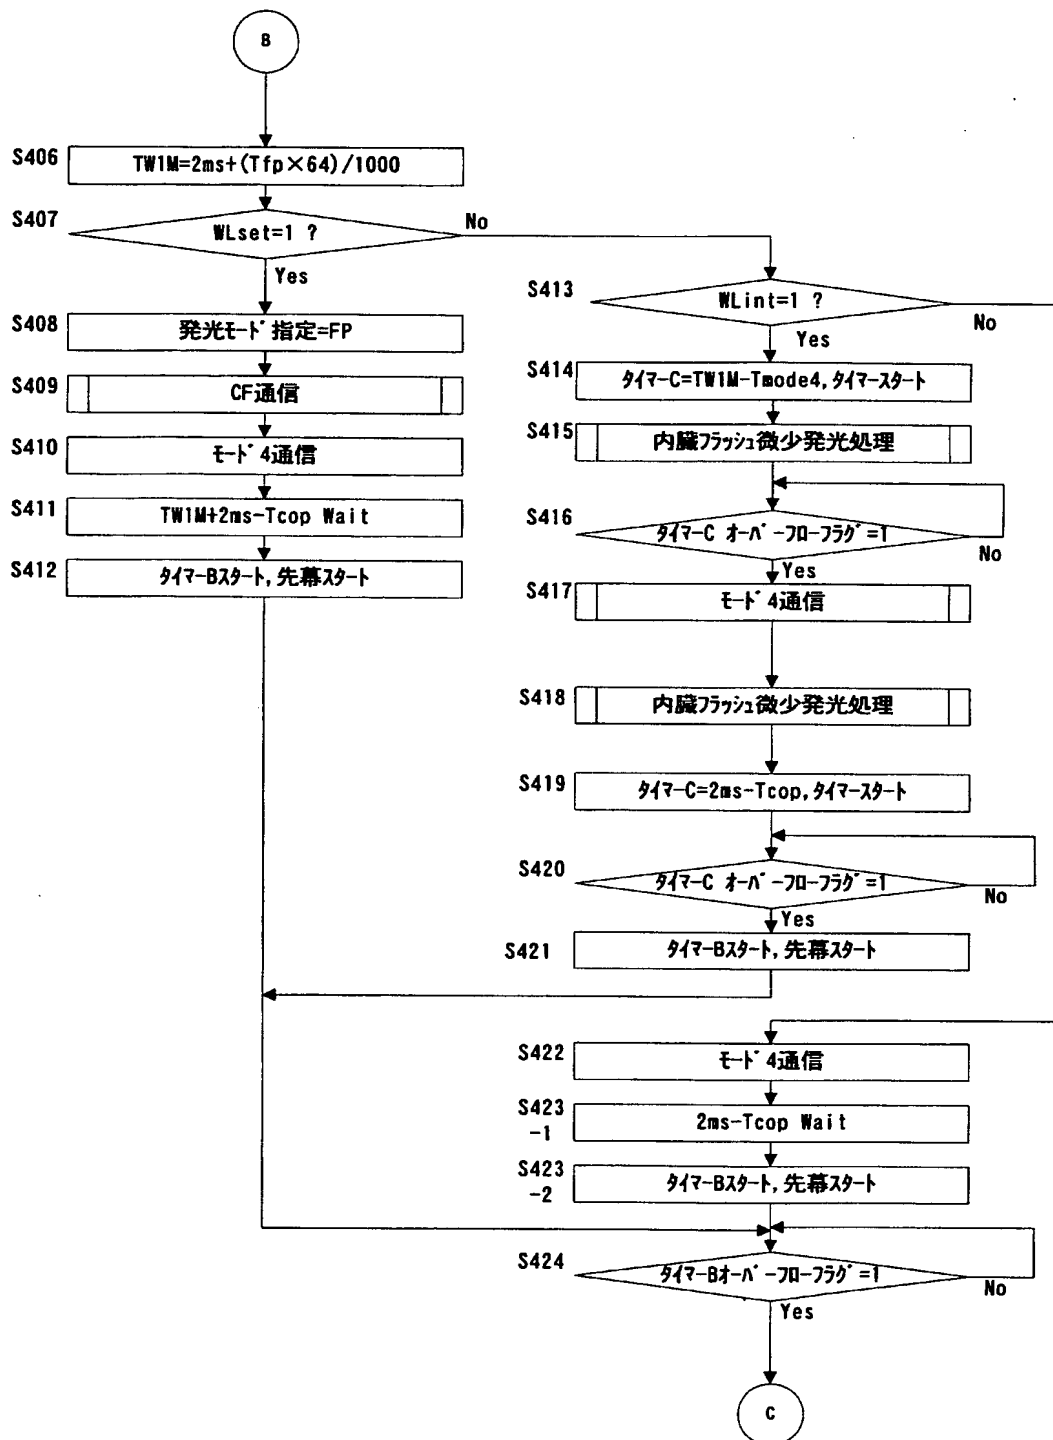 B
S406
TW1M=2ms+(Tfp×64)/1000
S407
WLset=1 ?
No
Yes
S408
発光ﾓｰﾄﾞ指定=FP
S409
CF通信
S410
ﾓｰﾄﾞ4通信
S411
TW1M+2ms-Tcop Wait
S412
ﾀｲﾏｰBｽﾀｰﾄ,先幕ｽﾀｰﾄ
S413
WLint=1 ?
No
Yes
S414
ﾀｲﾏｰC=TW1M-Tmode4,ﾀｲﾏｰｽﾀｰﾄ
S415
内臓ﾌﾗｯｼｭ微少発光処理
S416
ﾀｲﾏｰC ｵｰﾊﾞｰﾌﾛｰﾌﾗｸﾞ=1
No
Yes
S417
ﾓｰﾄﾞ4通信
S418
内臓ﾌﾗｯｼｭ微少発光処理
S419
ﾀｲﾏｰC=2ms-Tcop,ﾀｲﾏｰｽﾀｰﾄ
S420
ﾀｲﾏｰC ｵｰﾊﾞｰﾌﾛｰﾌﾗｸﾞ=1
No
Yes
S421
ﾀｲﾏｰBｽﾀｰﾄ,先幕ｽﾀｰﾄ
S422
ﾓｰﾄﾞ4通信
S423
-1
2ms-Tcop Wait
S423
-2
ﾀｲﾏｰBｽﾀｰﾄ,先幕ｽﾀｰﾄ
S424
ﾀｲﾏｰBｵｰﾊﾞｰﾌﾛｰﾌﾗｸﾞ=1
No
Yes
C